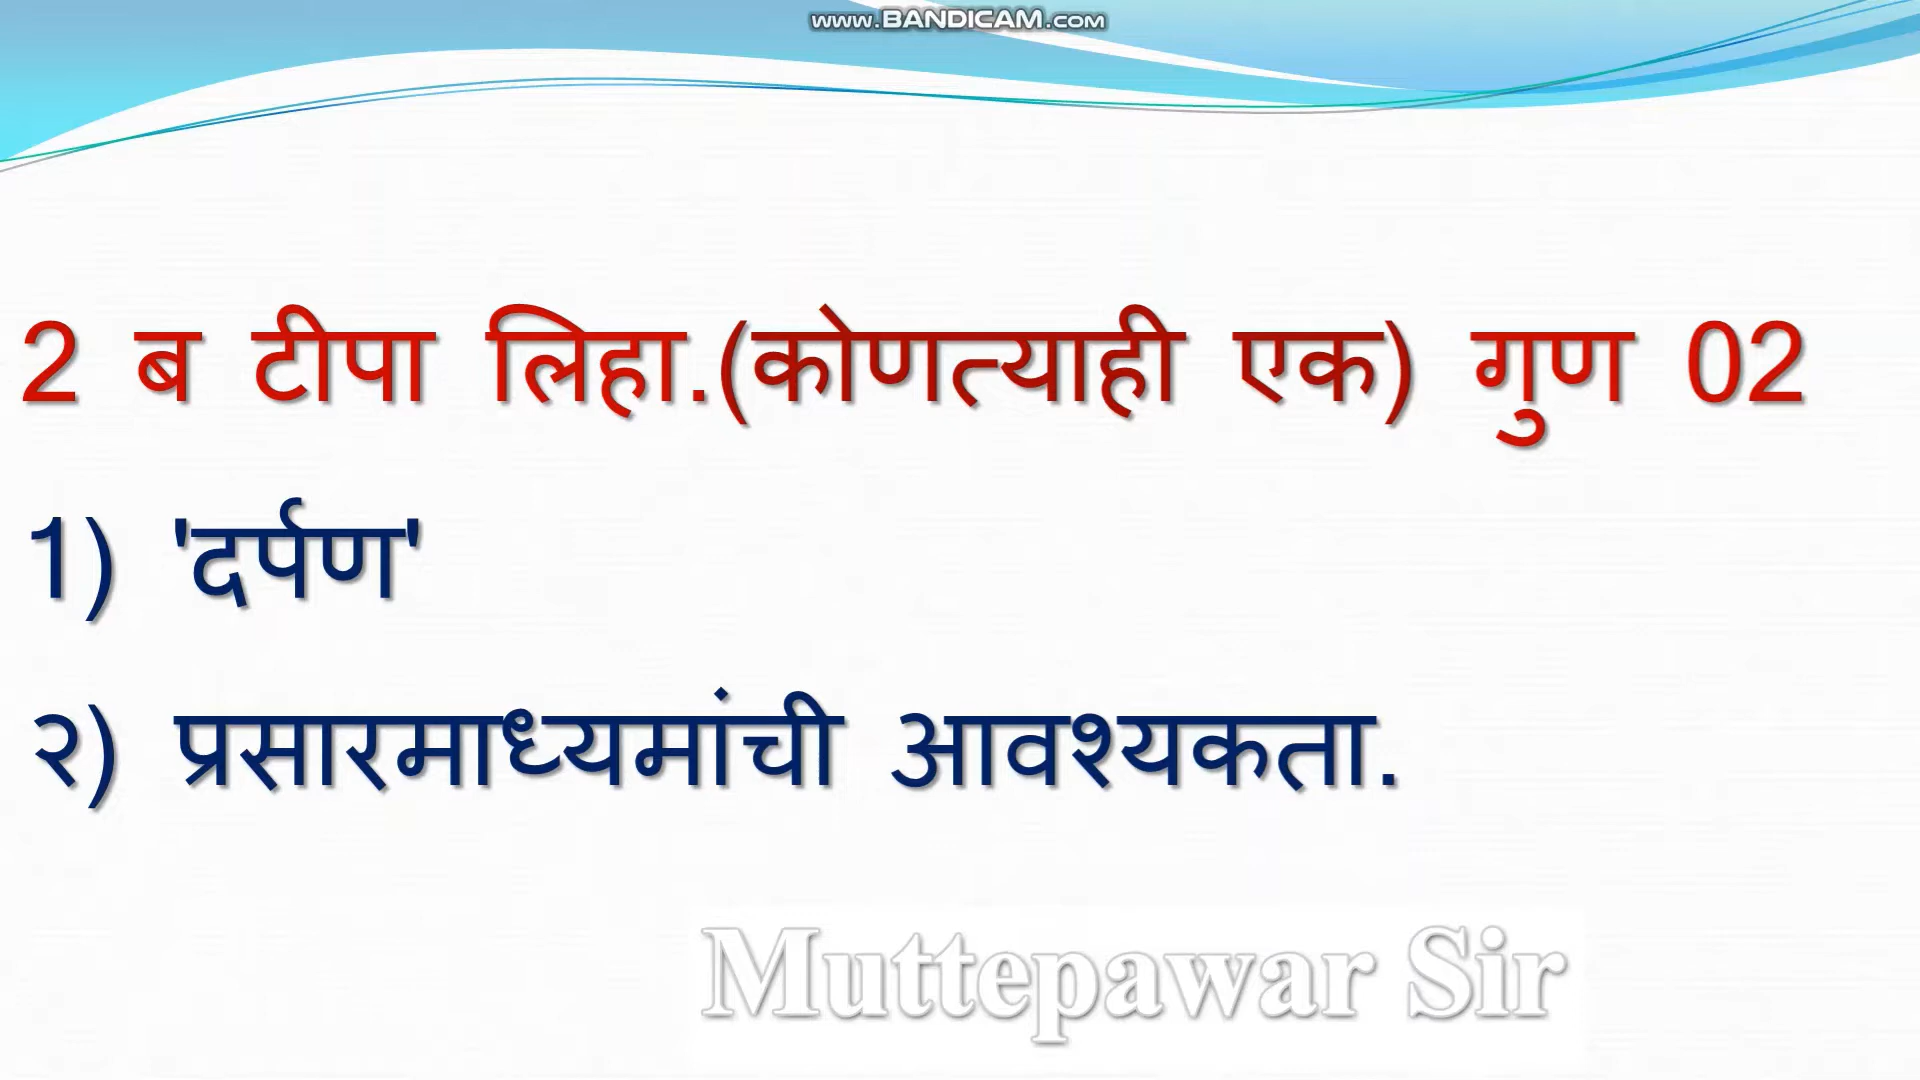 www.BANDICAM.com
2 ब टीपा लिहा.(कोणत्याही एक) गुण 02
1) 'दर्पण'
२) प्रसारमाध्यमांची आवश्यकता.
Muttepawar Sir